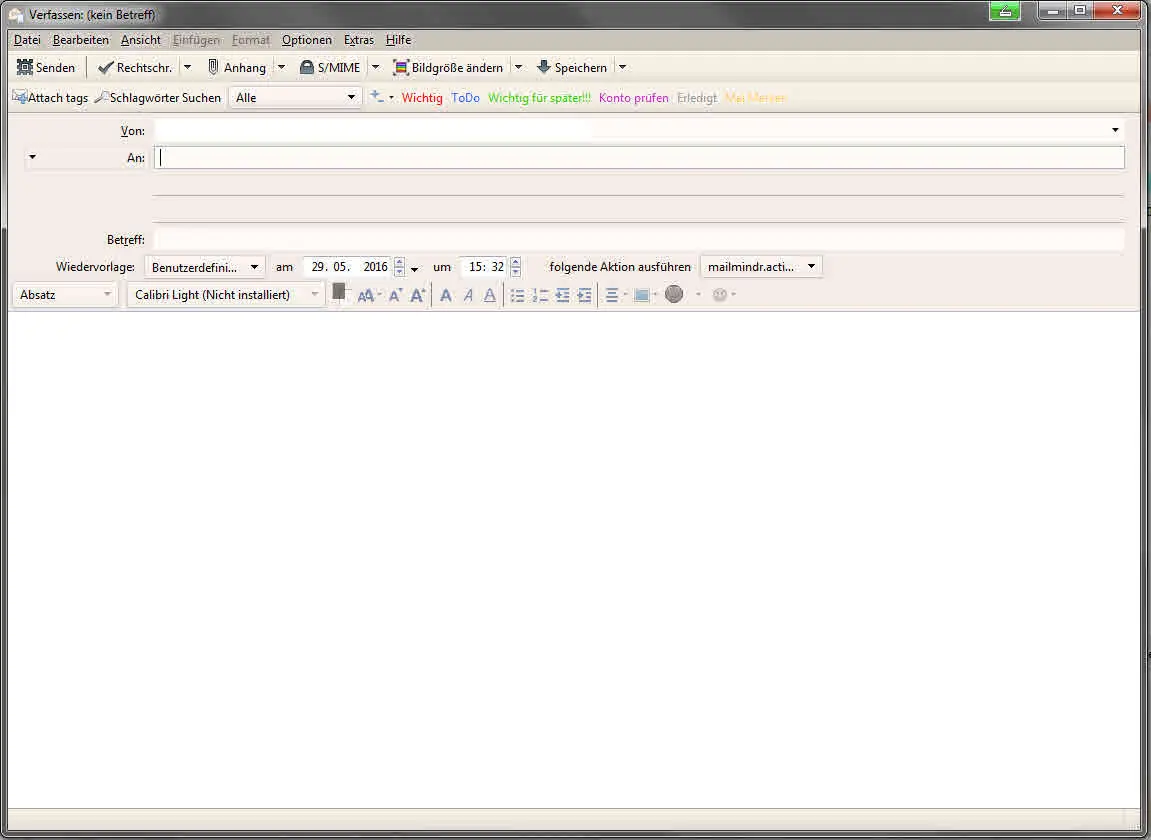 Verfassen: (kein Betreff)
Datei Bearbeiten Ansicht Einfügen Format Optionen Extras Hilfe
Senden Rechtschr. Anhang S/MIME Bildgröße ändern Speichern
Attach tags Schlagwörter Suchen Alle Wichtig ToDo Wichtig für später!!! Konto prüfen Erledigt
Von:
An:
Betreff:
Wiedervorlage: Benutzerdefini... am 29. 05. 2016 um 15: 32 folgende Aktion ausführen mailmindr.acti...
Absatz Calibri Light (Nicht installiert)